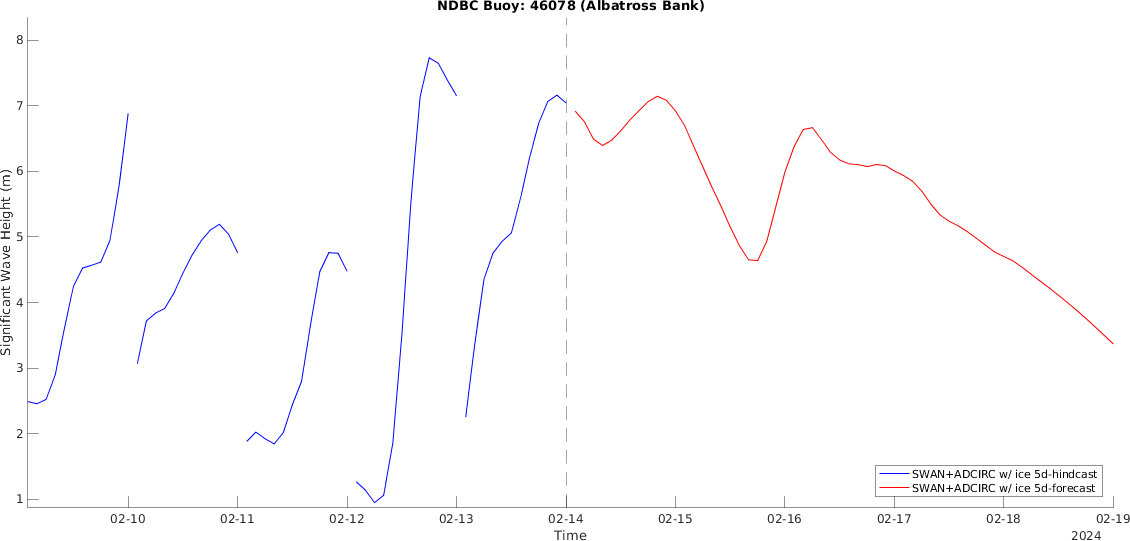 NDBC Buoy: 46078 (Albatross Bank)
8
7
6
5
4
3
2
1
Significant Wave Height (m)
SWAN+ADCIRC w/ ice 5d-hindcast
SWAN+ADCIRC w/ ice 5d-forecast
02-10 02-11 02-12 02-13 02-14 02-15 02-16 02-17 02-18 02-19
Time
2024